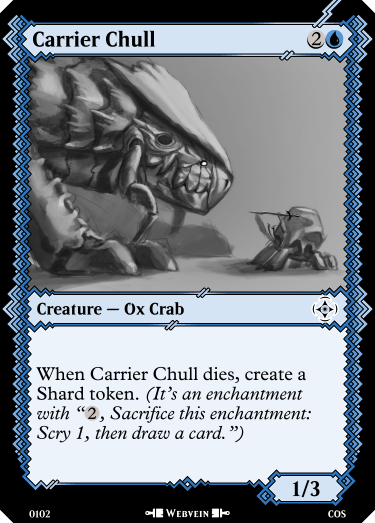 Carrier Chull 2
Creature — Ox Crab
When Carrier Chull dies, create a
Shard token. (It's an enchantment
with “2, Sacrifice this enchantment:
Scry 1, then draw a card.”)
1/3
0102 WEBVEIN COS